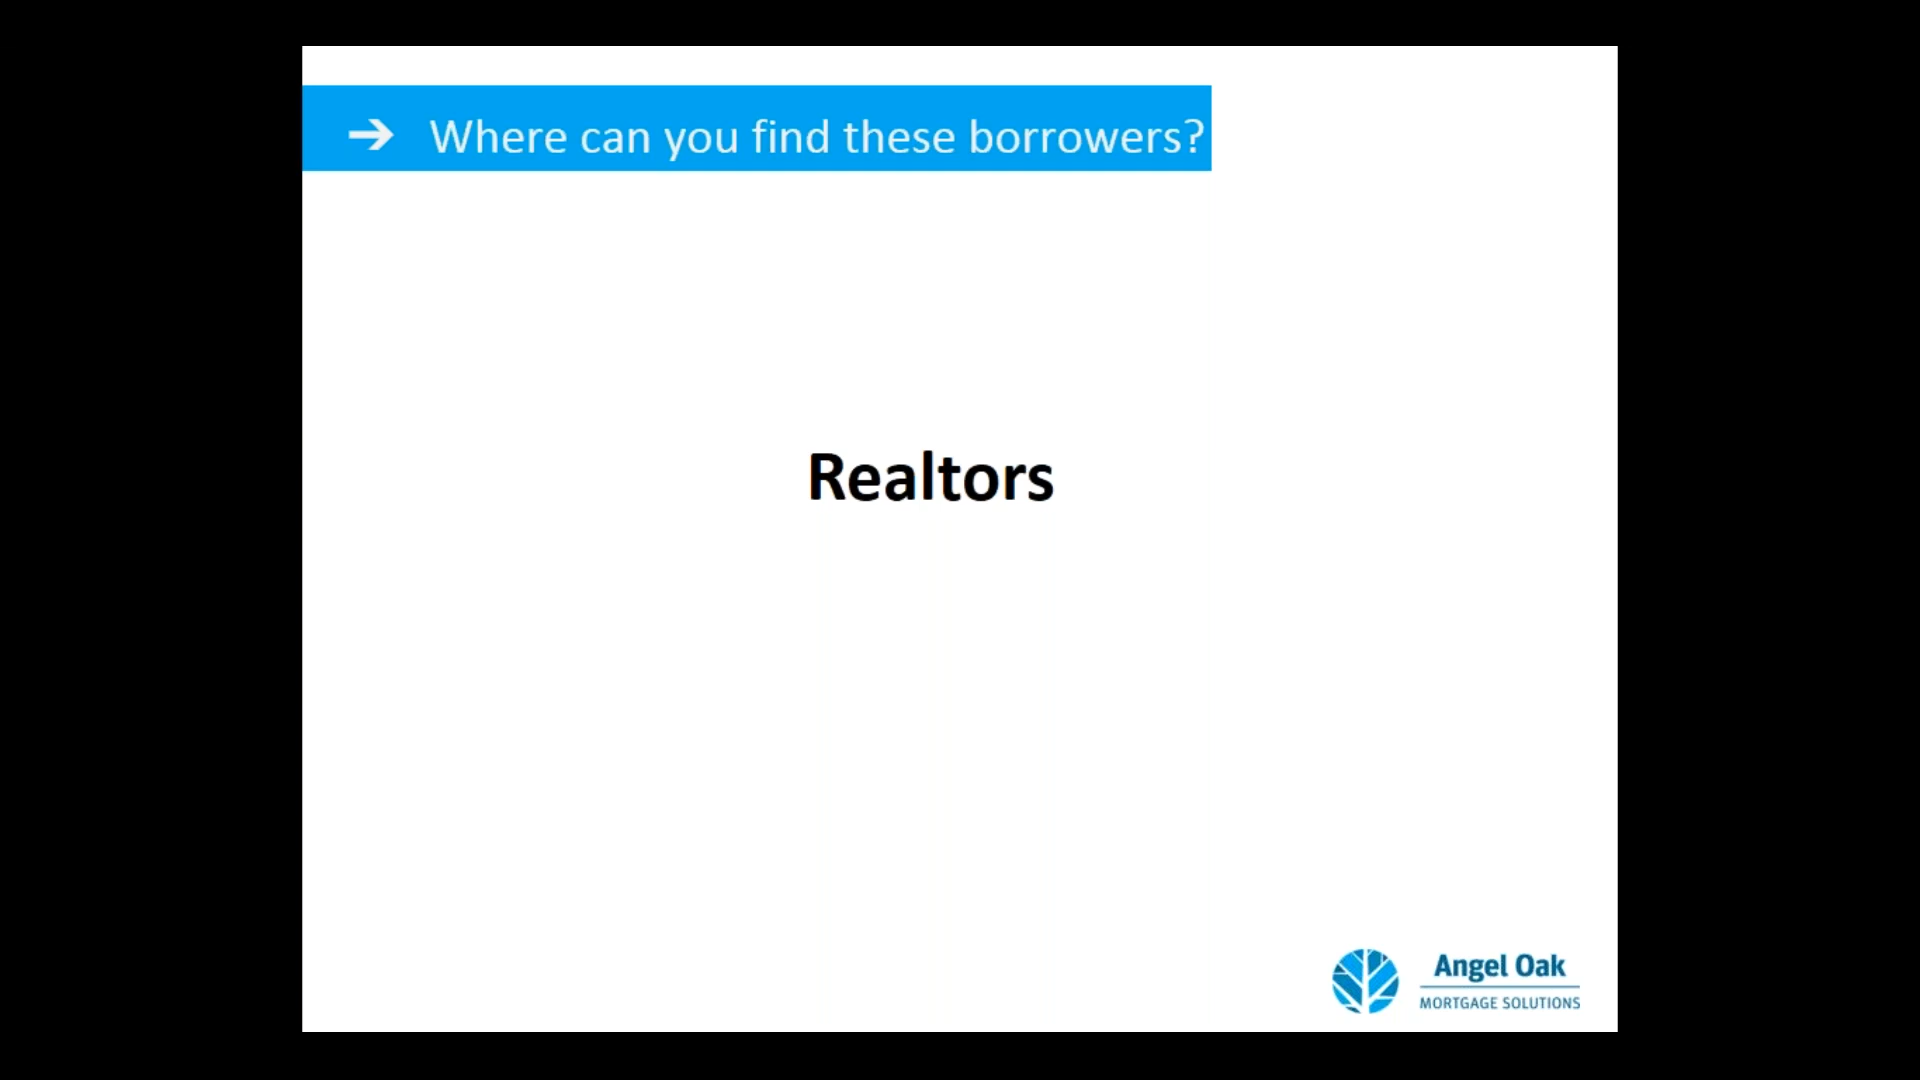 ➔ Where can you find these borrowers?
Realtors
Angel Oak
MORTGAGE SOLUTIONS